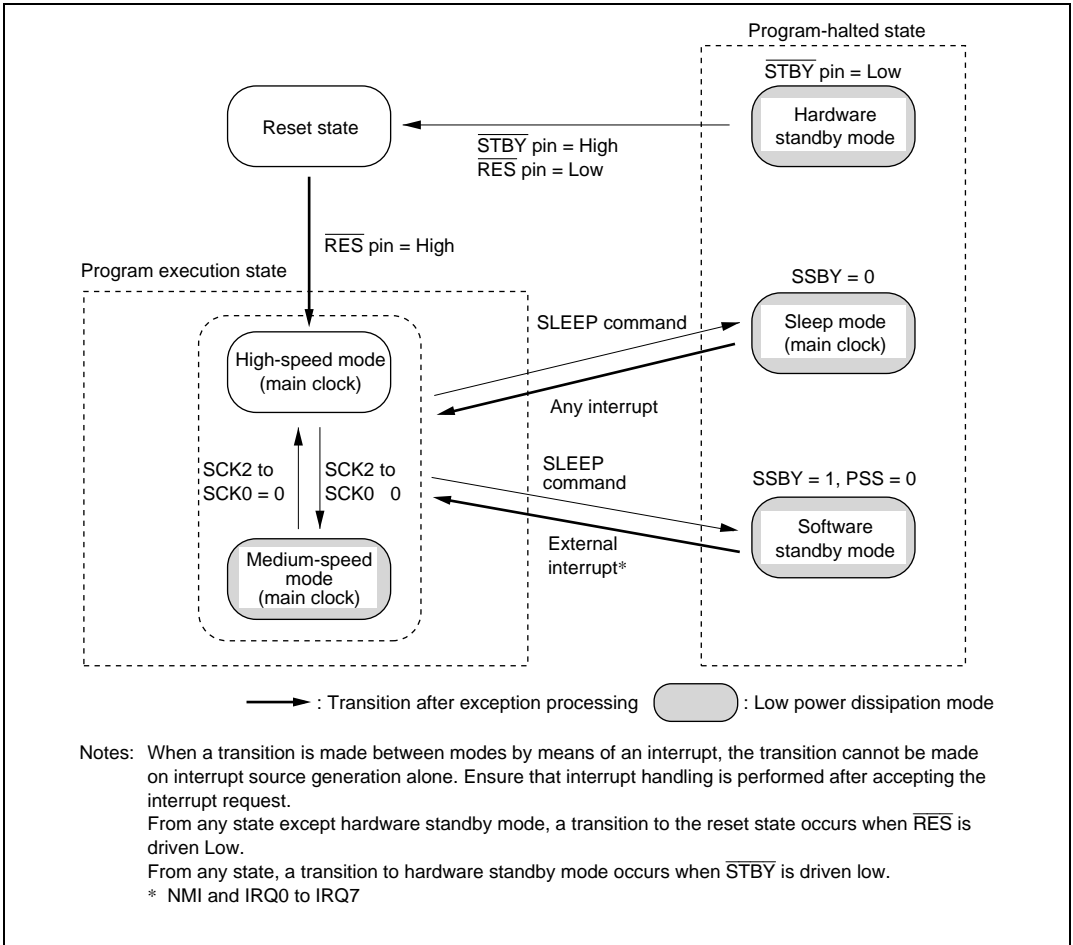 Program-halted state
STBY pin = Low
Reset state
Hardware
standby mode
STBY pin = High
RES pin = Low
RES pin = High
Program execution state
SSBY = 0
SLEEP command
Sleep mode
(main clock)
High-speed mode
(main clock)
Any interrupt
SCK2 to
SCK0 = 0
SCK2 to
SCK0 0
SLEEP
command
SSBY = 1, PSS = 0
Software
standby mode
External
interrupt*
Medium-speed
mode
(main clock)
: Transition after exception processing
: Low power dissipation mode
Notes: When a transition is made between modes by means of an interrupt, the transition cannot be made
on interrupt source generation alone. Ensure that interrupt handling is performed after accepting the
interrupt request.
From any state except hardware standby mode, a transition to the reset state occurs when RES is
driven Low.
From any state, a transition to hardware standby mode occurs when STBY is driven low.
* NMI and IRQ0 to IRQ7